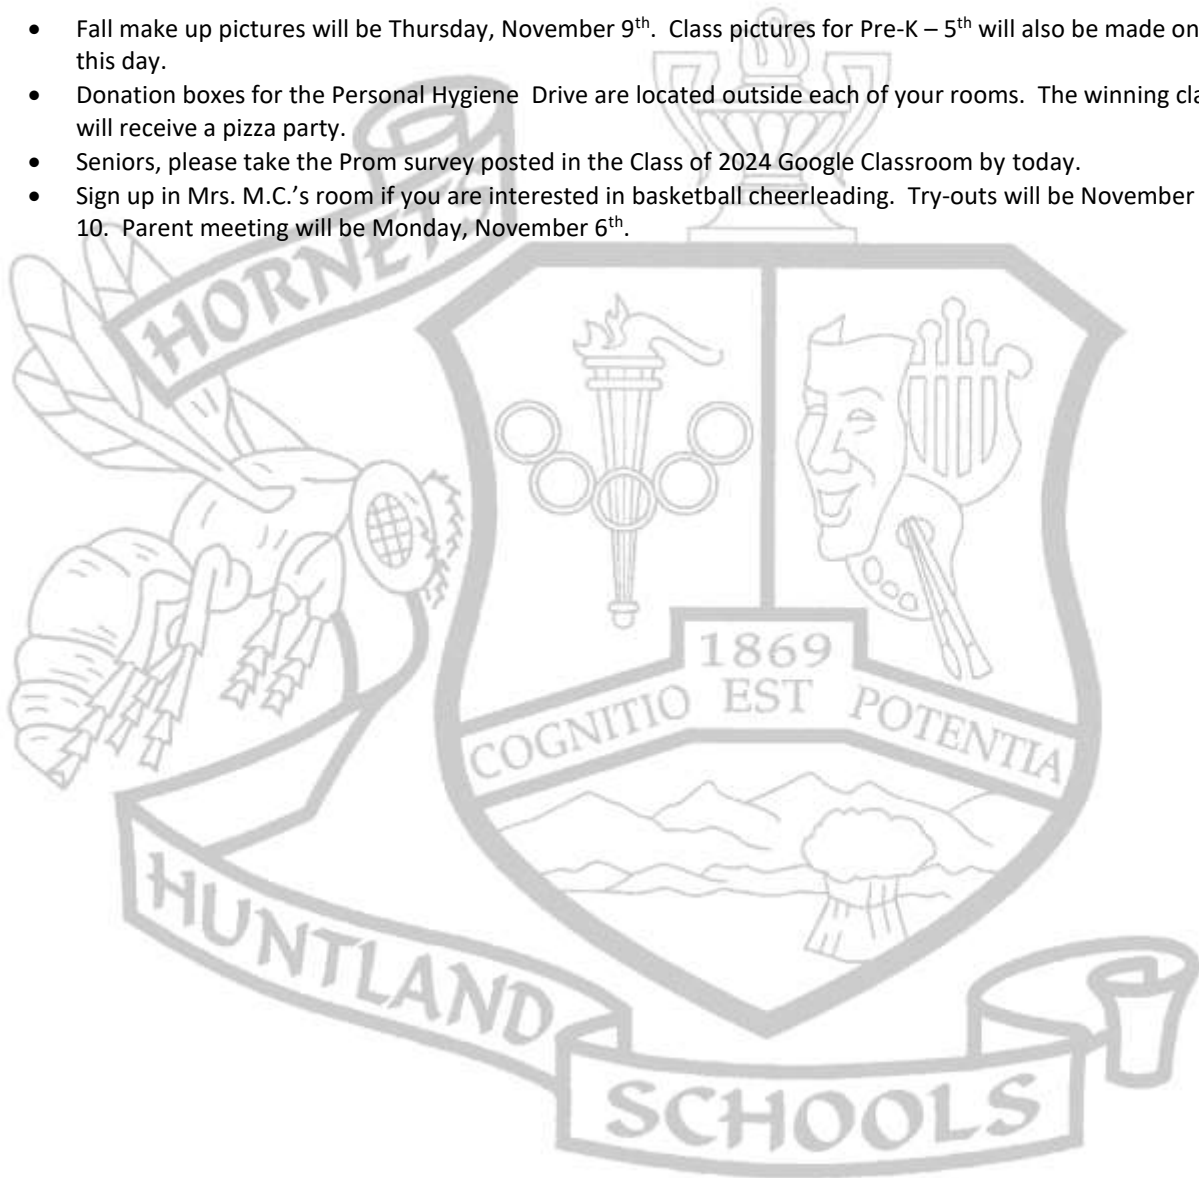 • Fall make up pictures will be Thursday, November 9th. Class pictures for Pre-K – 5th will also be made on
this day.
• Donation boxes for the Personal Hygiene Drive are located outside each of your rooms. The winning
will receive a pizza party.
• Seniors, please take the Prom survey posted in the Class of 2024 Google Classroom by today.
• Sign up in Mrs. M.C.’s room if you are interested in basketball cheerleading. Try-outs will be November
10. Parent meeting will be Monday, November 6th.
HORNETS
1869
COGNITIO EST POTENTIA
HUNTLAND
SCHOOLS